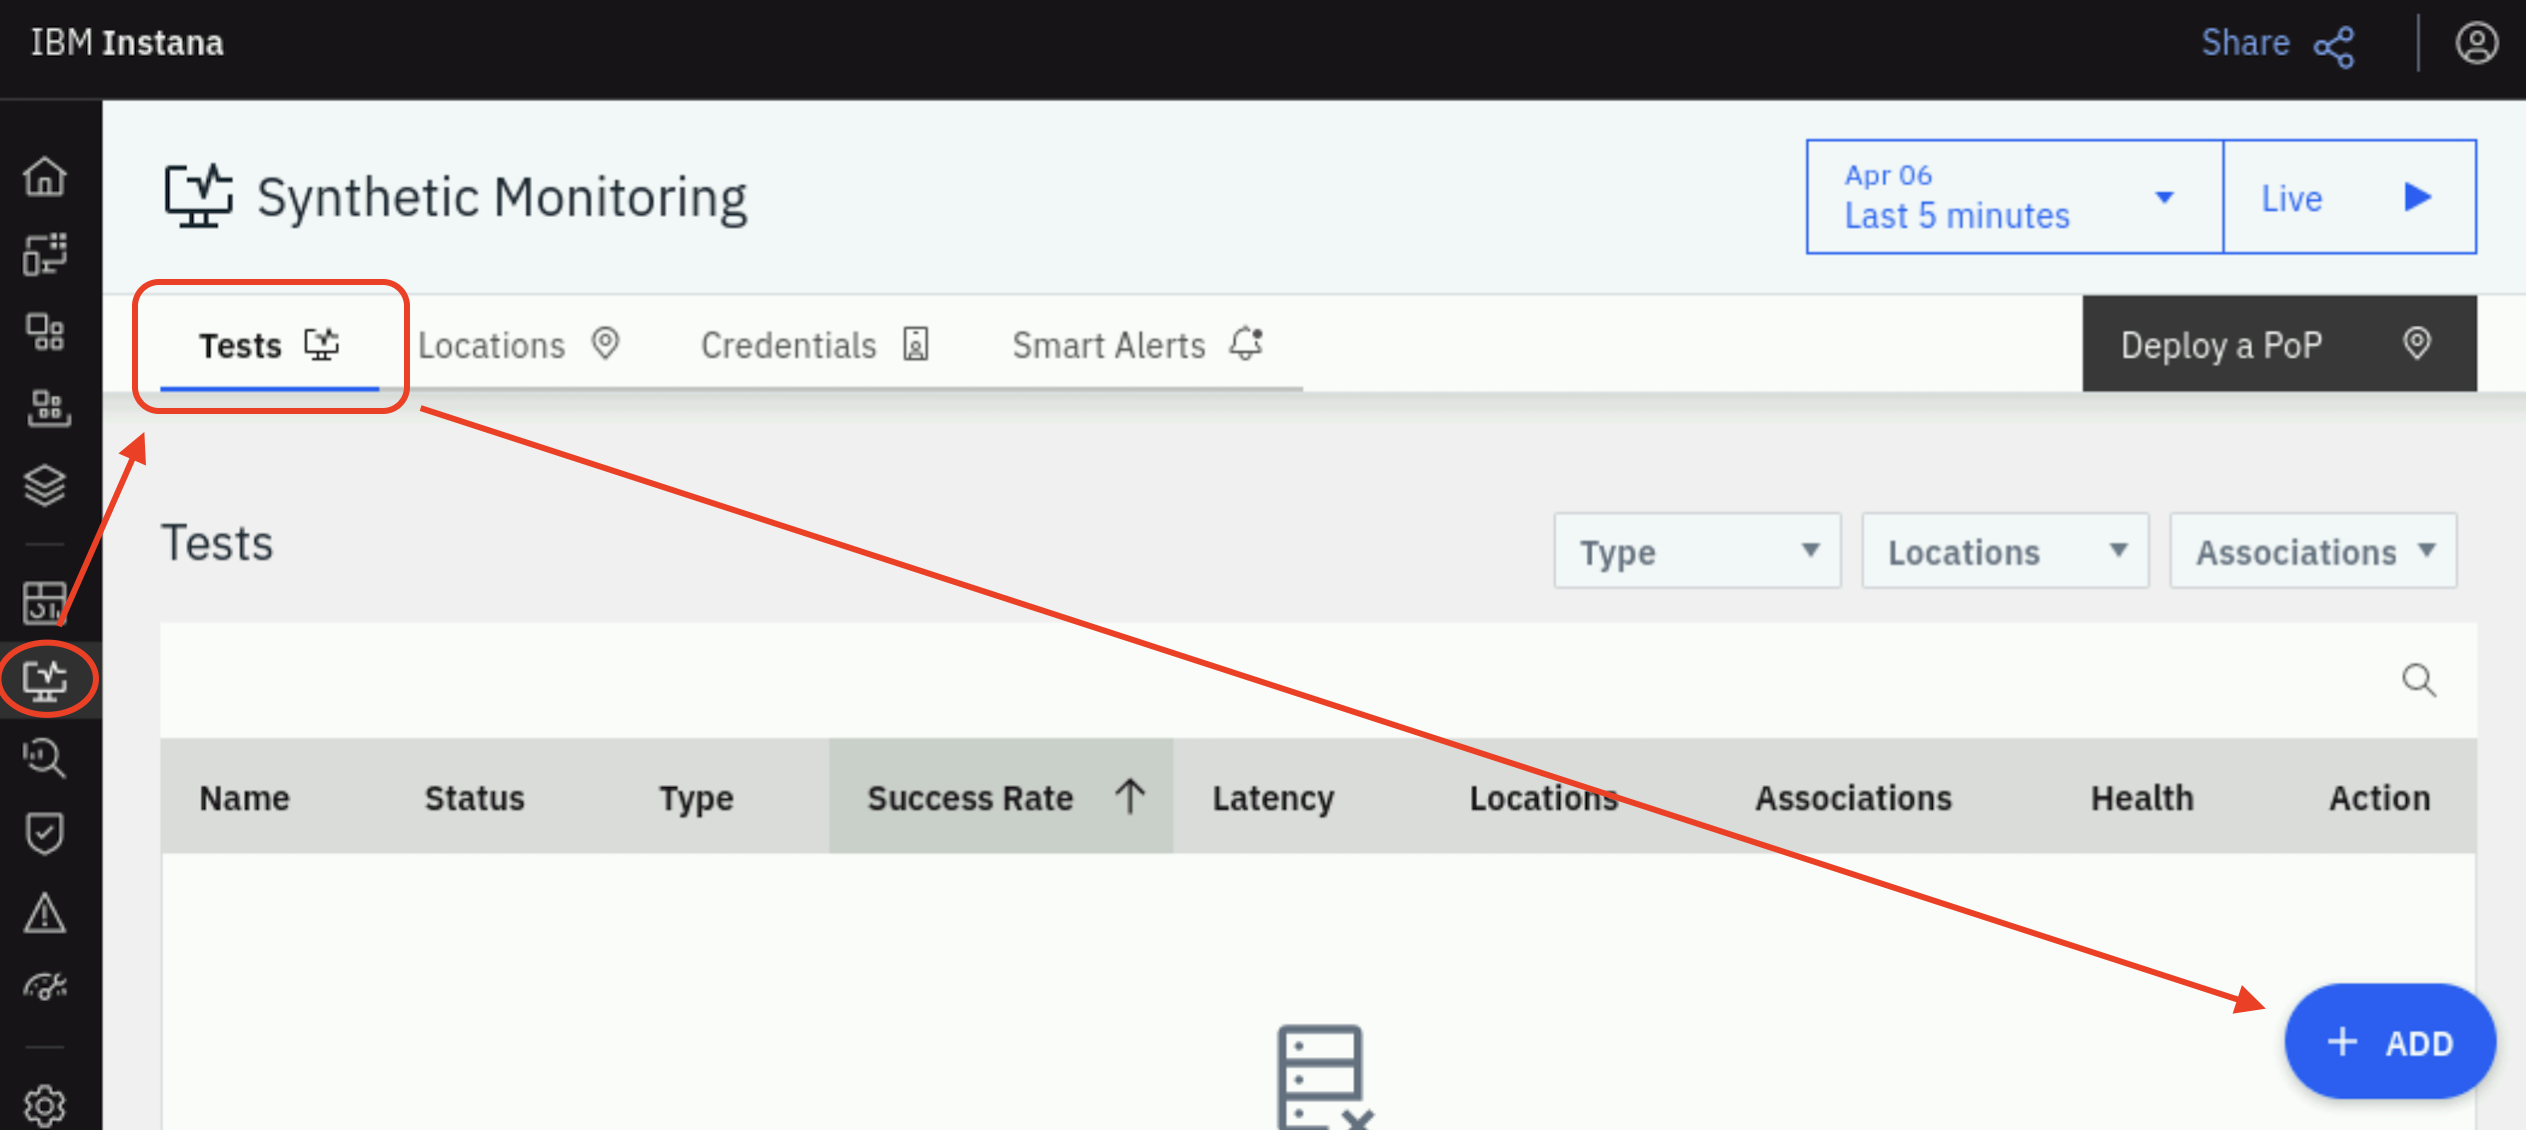 IBM Instana
Share
Synthetic Monitoring
Apr 06
Last 5 minutes
Live
Tests
Locations
Credentials
Smart Alerts
Deploy a PoP
Tests
Type
Locations
Associations
Name Status Type Success Rate Latency Locations Associations Health Action
+ ADD